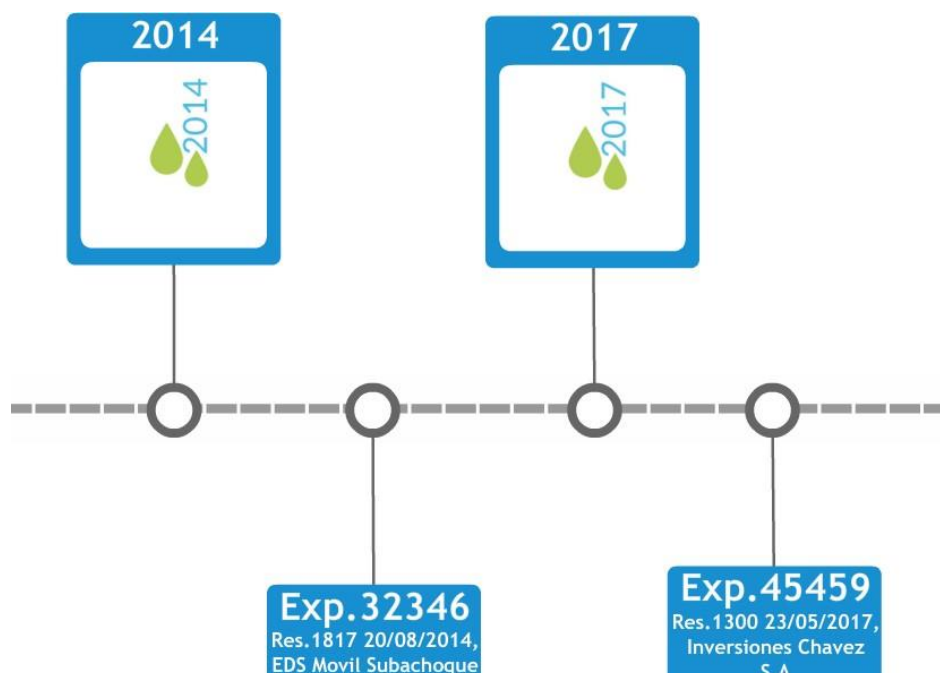 2014
2014
2017
2017
Exp.32346
Res.1817 20/08/2014,
EDS Movil Subachoque
Exp.45459
Res.1300 23/05/2017,
Inversiones Chavez
S.A